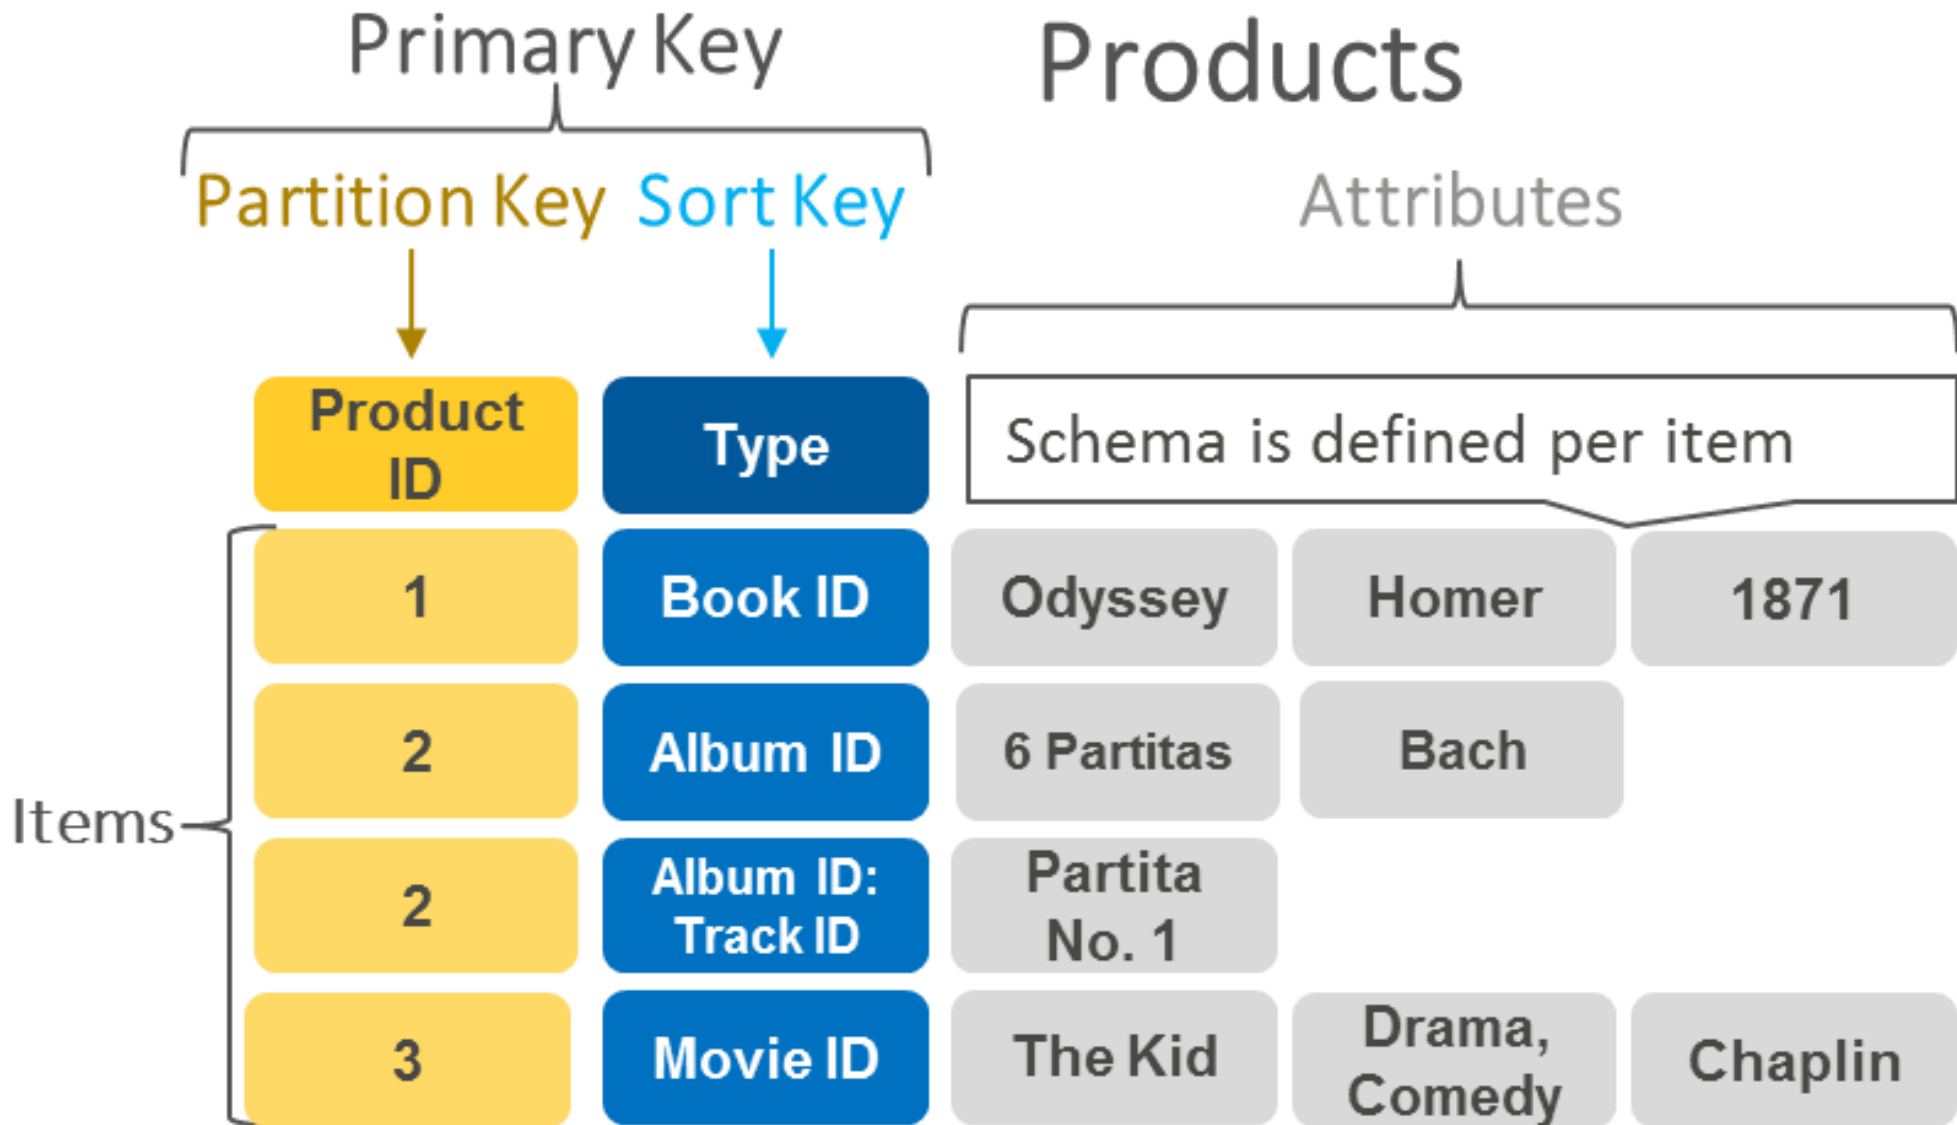 Primary Key
Products
Partition Key
Sort Key
Attributes
Product
ID
Type
Schema is defined per item
Items
1
Book ID
Odyssey
Homer
1871
2
Album ID
6 Partitas
Bach
2
Album ID:
Track ID
Partita
No. 1
3
Movie ID
The Kid
Drama,
Comedy
Chaplin